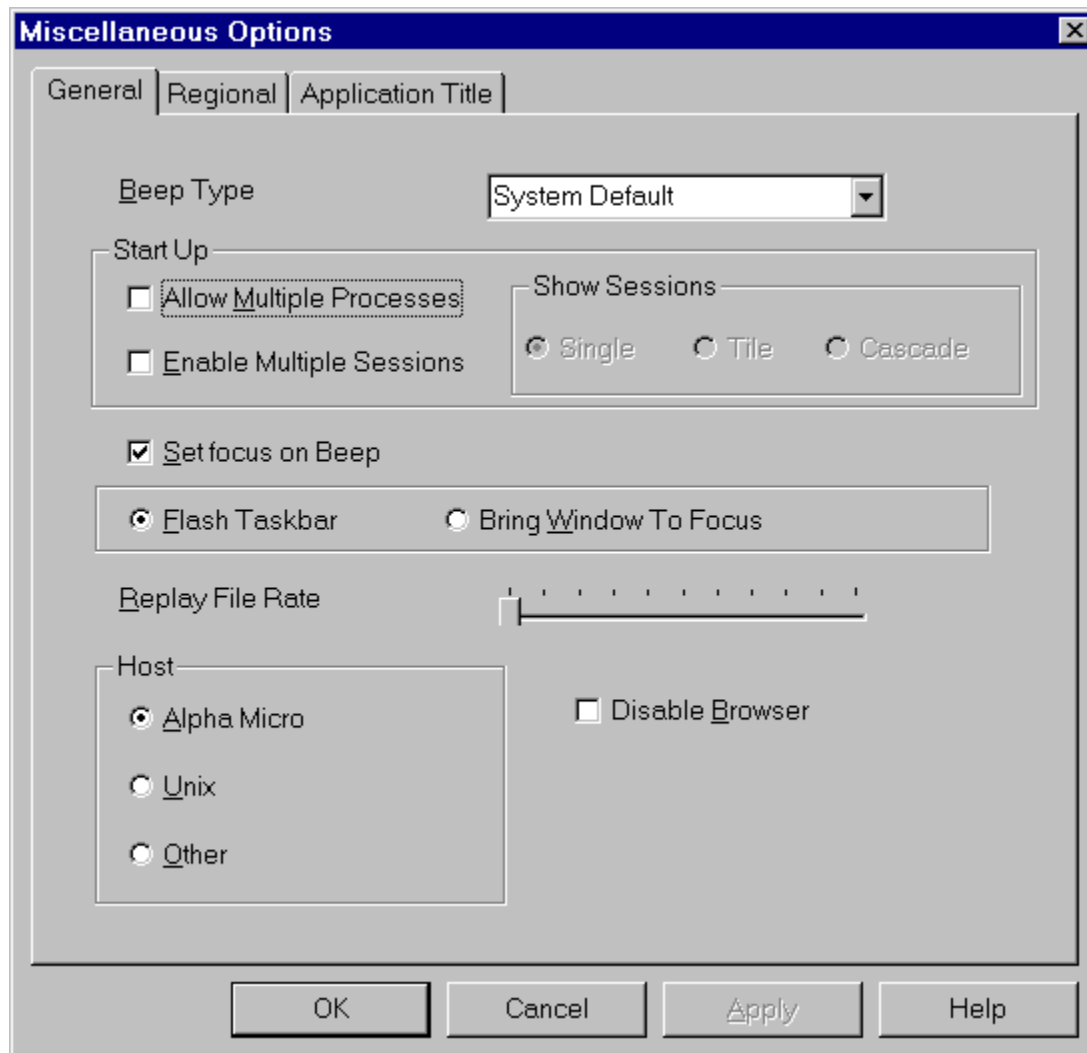 Miscellaneous Options
General Regional Application Title
Beep Type System Default
Start Up
Allow Multiple Processes
Show Sessions
Single Tile Cascade
Enable Multiple Sessions
Set focus on Beep
Flash Taskbar Bring Window To Focus
Replay File Rate
Host
Alpha Micro
Disable Browser
Unix
Other
OK Cancel Apply Help